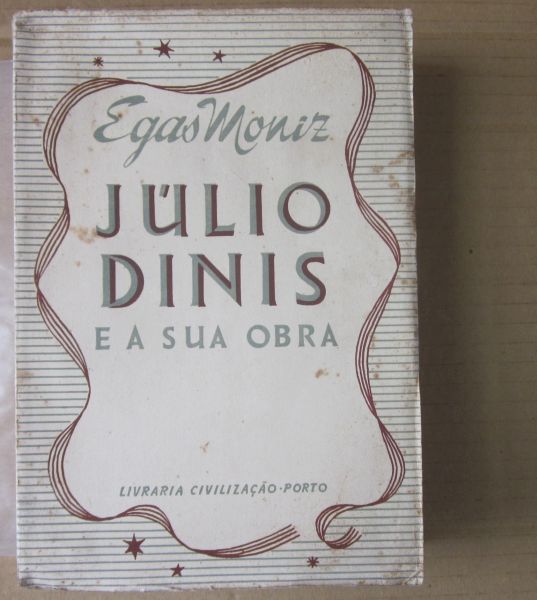 Egas Moniz
JÚLIO
DINIS
E A SUA OBRA
LIVRARIA CIVILIZAÇÃO·PORTO